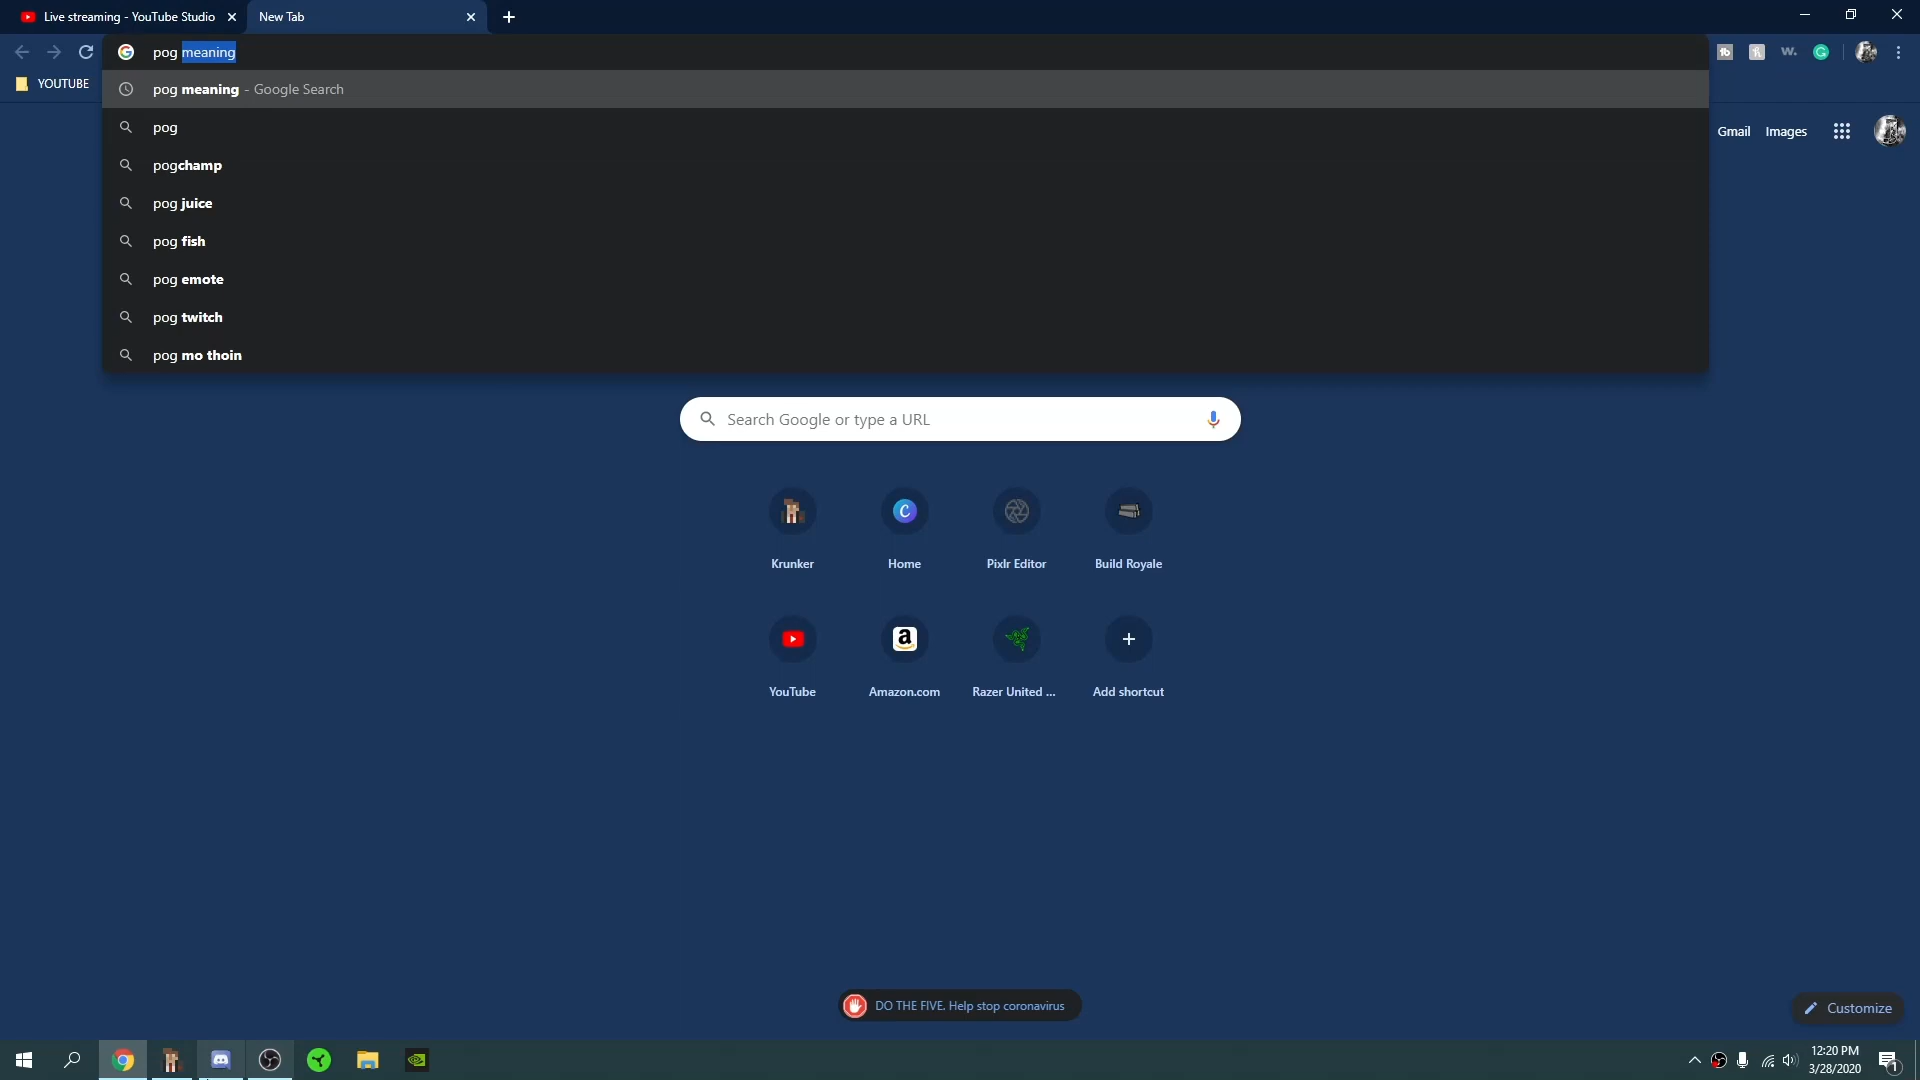 Live streaming - YouTube Studio
New Tab
pog meaning
YOUTUBE
pog meaning - Google Search
pog
pogchamp
pog juice
pog fish
pog emote
pog twitch
pog mo thoin
Gmail
Images
Search Google or type a URL
Krunker
Home
Pixlr Editor
Build Royale
YouTube
Amazon.com
Razer United ...
Add shortcut
DO THE FIVE. Help stop coronavirus
Customize
12:20 PM
3/28/2020
1